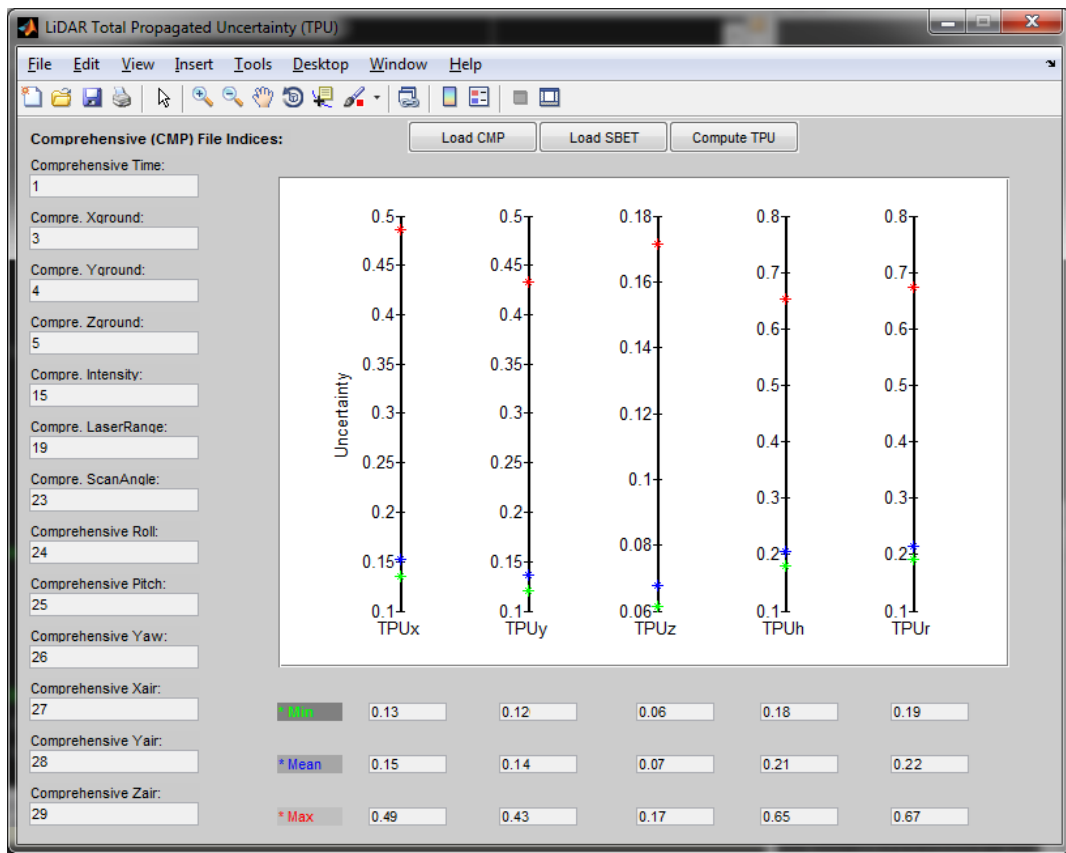 LiDAR Total Propagated Uncertainty (TPU)
File Edit View Insert Tools Desktop Window Help
Comprehensive (CMP) File Indices:
Load CMP Load SBET Compute TPU
Comprehensive Time:
1
Compre. Xground:
3
Compre. Yground:
4
Compre. Zground:
5
Compre. Intensity:
15
Compre. LaserRange:
19
Compre. ScanAngle:
23
Comprehensive Roll:
24
Comprehensive Pitch:
25
Comprehensive Yaw:
26
Comprehensive Xair:
27
Comprehensive Yair:
28
Comprehensive Zair:
29
Uncertainty
0.5
0.45
0.4
0.35
0.3
0.25
0.2
0.15
0.1
TPUx
0.5
0.45
0.4
0.35
0.3
0.25
0.2
0.15
0.1
TPUy
0.18
0.16
0.14
0.12
0.1
0.08
0.06
TPUz
0.8
0.7
0.6
0.5
0.4
0.3
0.2
0.1
TPUh
0.8
0.7
0.6
0.5
0.4
0.3
0.2
0.1
TPUr
* Min 0.13 0.12 0.06 0.18 0.19
* Mean 0.15 0.14 0.07 0.21 0.22
* Max 0.49 0.43 0.17 0.65 0.67